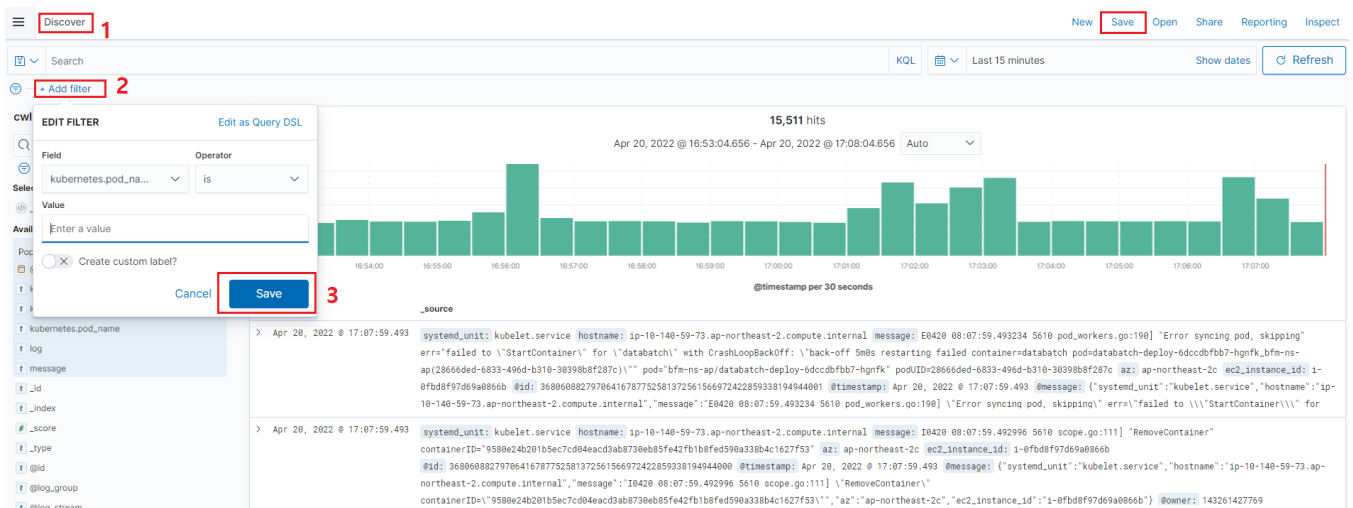 Discover
1
New Save Open Share Reporting Inspect
Search
KQL
Last 15 minutes
Show dates
Refresh
+ Add filter
2
cwl
EDIT FILTER
Edit as Query DSL
Field
Operator
kubernetes.pod_na...
is
Value
Enter a value
Create custom label?
Cancel
Save
3
Selec
Avail
Pop
t kubernetes.pod_name
t log
t message
t _id
t _index
# _score
t _type
t @id
t @log_group
t @log_stream
15,511 hits
Apr 20, 2022 @ 16:53:04.656 - Apr 20, 2022 @ 17:08:04.656
Auto
16:54:00 16:55:00 16:56:00 16:57:00 16:58:00 16:59:00 17:00:00 17:01:00 17:02:00 17:03:00 17:04:00 17:05:00 17:06:00 17:07:00
@timestamp per 30 seconds
_source
Apr 20, 2022 @ 17:07:59.493
systemd_unit: kubelet.service hostname: ip-10-140-59-73.ap-northeast-2.compute.internal message: E0420 08:07:59.493234 5610 pod_workers.go:190] "Error syncing pod, skipping"
err="failed to \"StartContainer\" for \"databatch\" with CrashLoopBackOff: \"back-off 5m0s restarting failed container=databatch pod=databatch-deploy-6dccdbfbb7-hgnfk_bfm-ns-
ap(28666ded-6833-496d-b310-30398b8f287c)\"" pod="bfm-ns-ap/databatch-deploy-6dccdbfbb7-hgnfk" podUID=28666ded-6833-496d-b310-30398b8f287c az: ap-northeast-2c ec2_instance_id: i-
0fbd8f97d69a0866b @id: 36806088279706416787752581372561566972422859338194944001 @timestamp: Apr 20, 2022 @ 17:07:59.493 @message: {"systemd_unit":"kubelet.service","hostname":"ip-
10-140-59-73.ap-northeast-2.compute.internal","message":"E0420 08:07:59.493234 5610 pod_workers.go:190] \"Error syncing pod, skipping\" err=\"failed to \\\"StartContainer\\\" for
Apr 20, 2022 @ 17:07:59.493
systemd_unit: kubelet.service hostname: ip-10-140-59-73.ap-northeast-2.compute.internal message: I0420 08:07:59.492996 5610 scope.go:111] "RemoveContainer"
containerID="9580e24b201b5ec7cd04eacd3ab8730eb85fe42fb1b8fed590a338b4c1627f53" az: ap-northeast-2c ec2_instance_id: i-0fbd8f97d69a0866b
@id: 36806088279706416787752581372561566972422859338194944000 @timestamp: Apr 20, 2022 @ 17:07:59.493 @message: {"systemd_unit":"kubelet.service","hostname":"ip-10-140-59-73.ap-
northeast-2.compute.internal","message":"I0420 08:07:59.492996 5610 scope.go:111] \"RemoveContainer\"
containerID=\"9580e24b201b5ec7cd04eacd3ab8730eb85fe42fb1b8fed590a338b4c1627f53\"","az":"ap-northeast-2c","ec2_instance_id":"i-0fbd8f97d69a0866b"} @owner: 143261427769